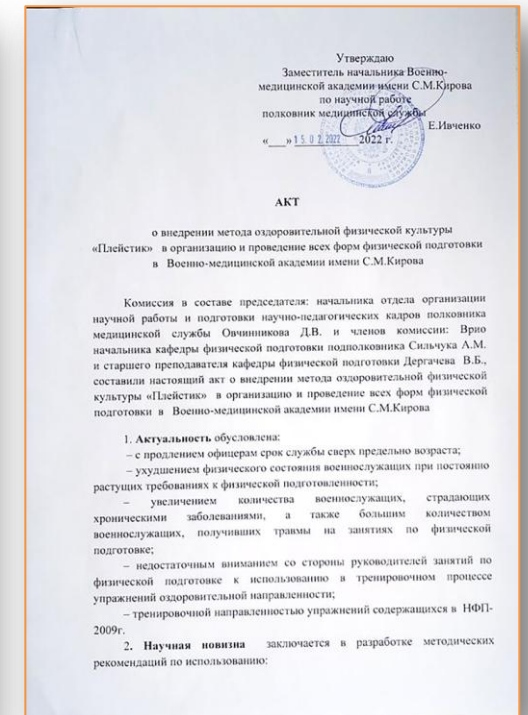 Утверждаю
Заместитель начальника Военно-
медицинской академии имени С.М.Кирова
по научной работе
полковник медицинской службы
Е.Ивченко
«___» 15.02.2022 2022 г.
АКТ
о внедрении метода оздоровительной физической культуры
«Плейстик» в организацию и проведение всех форм физической подготовки
в Военно-медицинской академии имени С.М.Кирова
Комиссия в составе председателя: начальника отдела организации
научной работы и подготовки научно-педагогических кадров полковника
медицинской службы Овчинникова Д.В. и членов комиссии: Врио
начальника кафедры физической подготовки подполковника Сильчука А.М.
и старшего преподавателя кафедры физической подготовки Дергачева В.Б.,
составили настоящий акт о внедрении метода оздоровительной физической
культуры «Плейстик» в организацию и проведение всех форм физической
подготовки в Военно-медицинской академии имени С.М.Кирова
1. Актуальность обусловлена:
– с продлением офицерам срок службы сверх предельно возраста;
– ухудшением физического состояния военнослужащих при постоянно
растущих требованиях к физической подготовленности;
– увеличением количества военнослужащих, страдающих
хроническими заболеваниями, а также большим количеством
военнослужащих, получивших травмы на занятиях по физической
подготовке;
– недостаточным вниманием со стороны руководителей занятий по
физической подготовке к использованию в тренировочном процессе
упражнений оздоровительной направленности;
– тренировочной направленностью упражнений содержащихся в НФП-
2009г.
2. Научная новизна заключается в разработке методических
рекомендаций по использованию: